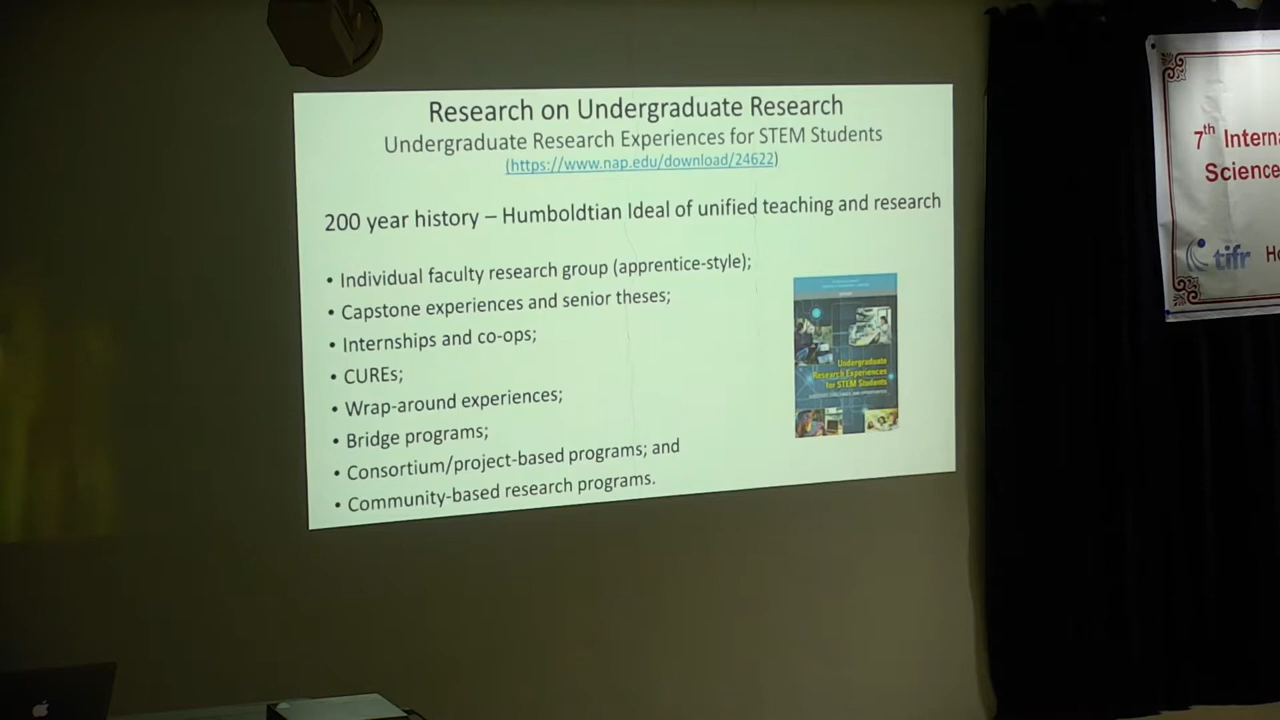 Research on Undergraduate Research
Undergraduate Research Experiences for STEM Students
(https://www.nap.edu/download/24622)
200 year history – Humboldtian Ideal of unified teaching and research
• Individual faculty research group (apprentice-style);
• Capstone experiences and senior theses;
• Internships and co-ops;
• CUREs;
• Wrap-around experiences;
• Bridge programs;
• Consortium/project-based programs; and
• Community-based research programs.
Undergraduate
Research Experiences
for STEM Students
7th Interna
Science
tifr Ho